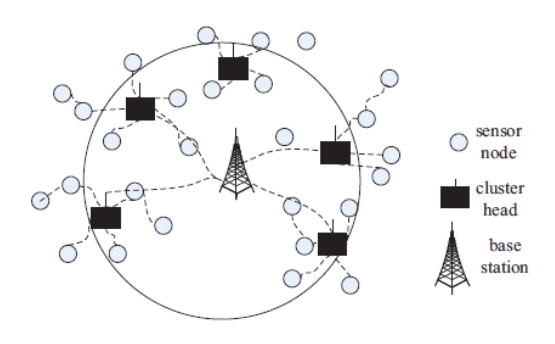 sensor
node
cluster
head
base
station